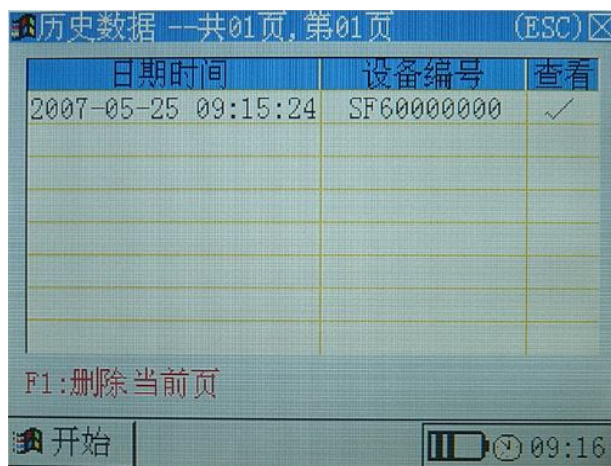 历史数据 --共01页,第01页 (ESC)
日期时间 设备编号 查看
2007-05-25 09:15:24 SF60000000 ✓
F1:删除当前页
开始 09:16